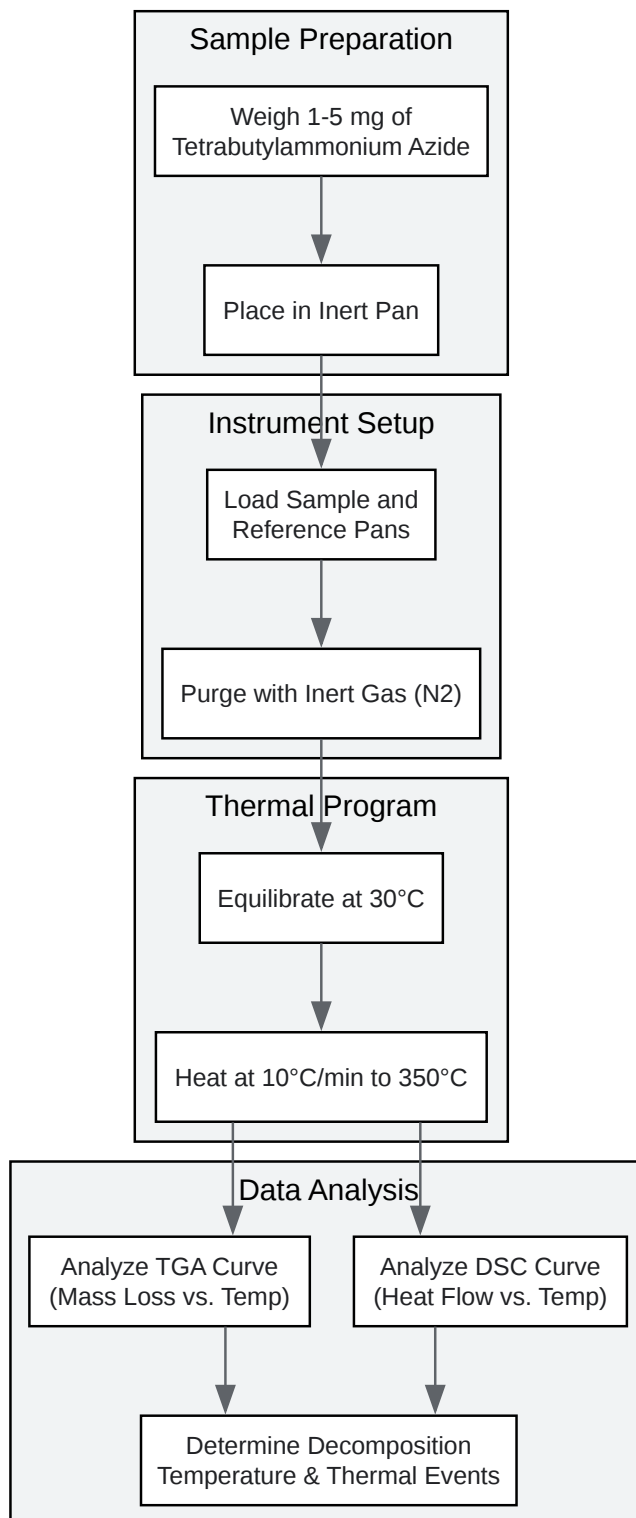 Sample Preparation
Weigh 1-5 mg of
Tetrabutylammonium Azide
Place in Inert Pan
Instrument Setup
Load Sample and
Reference Pans
Purge with Inert Gas (N2)
Thermal Program
Equilibrate at 30°C
Heat at 10°C/min to 350°C
Data Analysis
Analyze TGA Curve
(Mass Loss vs. Temp)
Analyze DSC Curve
(Heat Flow vs. Temp)
Determine Decomposition
Temperature & Thermal Events